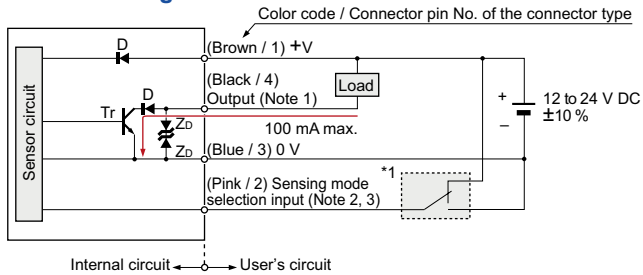 Color code / Connector pin No. of the connector type
D
(Brown / 1) +V
(Black / 4)
Output (Note 1)
Load
D
Tr
ZD
100 mA max.
+
12 to 24 V DC
±10 %
–
ZD
(Blue / 3) 0 V
Sensor circuit
*1
(Pink / 2) Sensing mode
selection input (Note 2, 3)
Internal circuit
User's circuit